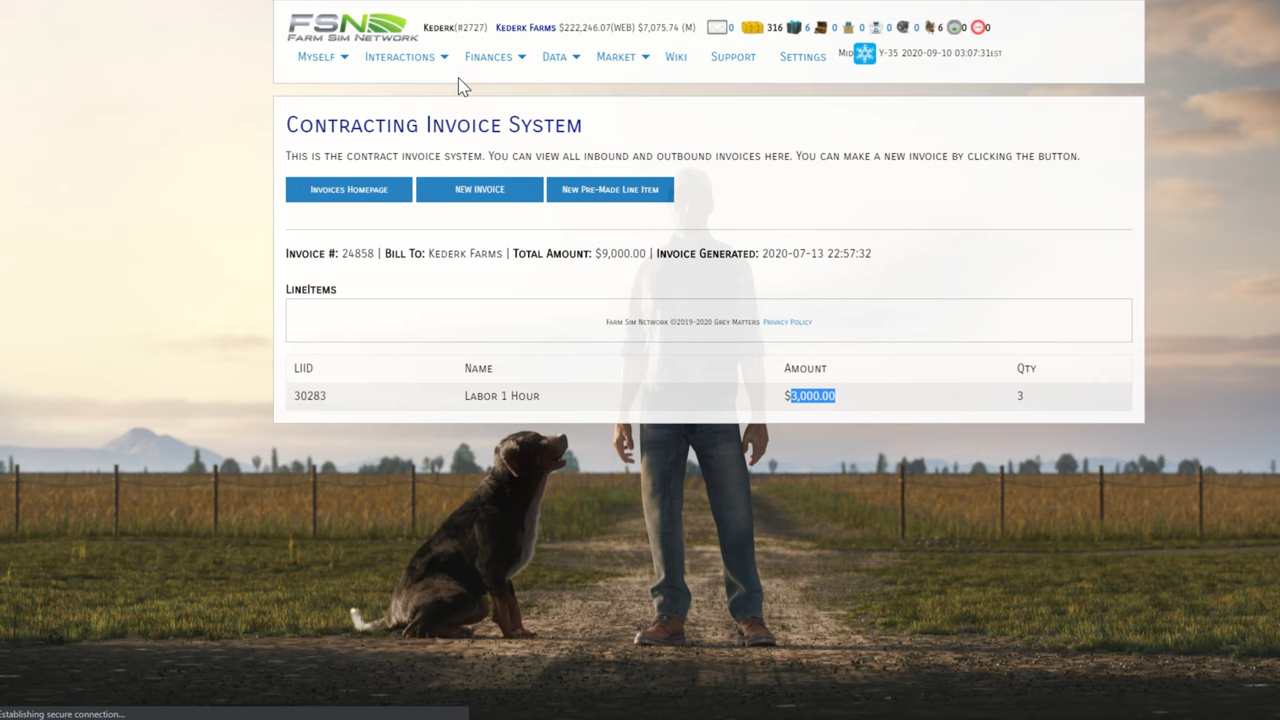 FSN
Farm Sim Network
Kederk(#2727) Kederk Farms $222,246.07(WEB) $7,075.74 (M) 0 316 6 0 0 0 0 6 0 0
Myself Interactions Finances Data Market Wiki Support Settings Mid Y-35 2020-09-10 03:07:31EST
Contracting Invoice System
This is the contract invoice system. You can view all inbound and outbound invoices here. You can make a new invoice by clicking the button.
Invoices Homepage NEW INVOICE New Pre-Made Line Item
Invoice #: 24858 | Bill To: Kederk Farms | Total Amount: $9,000.00 | Invoice Generated: 2020-07-13 22:57:32
LineItems
Farm Sim Network ©2019-2020 Grey Matters Privacy Policy
LIID Name Amount Qty
30283 Labor 1 Hour $3,000.00 3
Establishing secure connection...